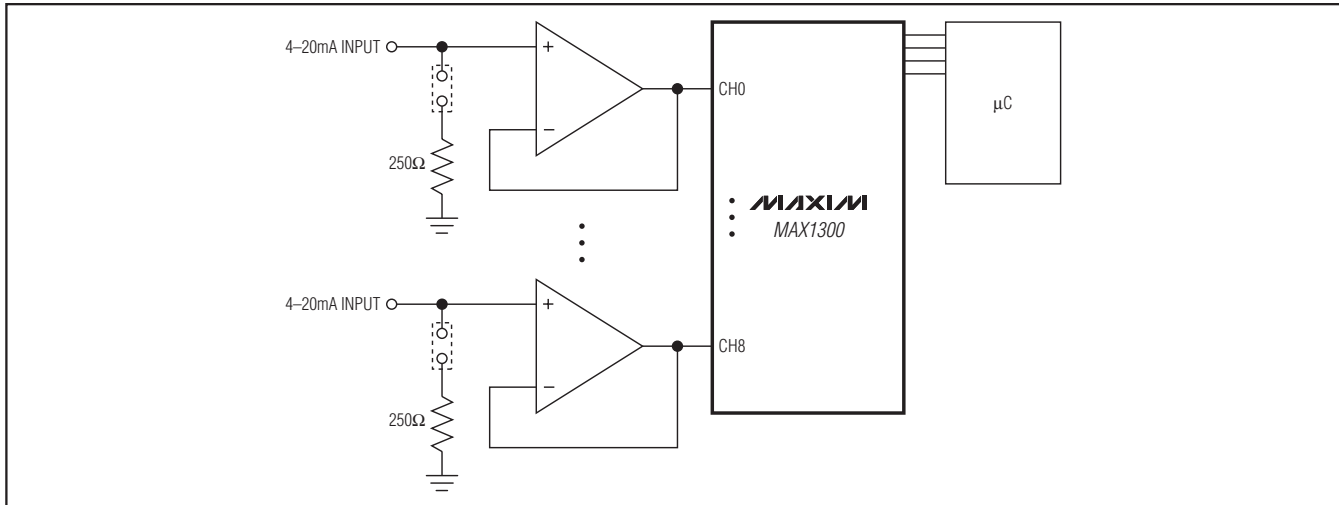 4–20mA INPUT
+
–
250Ω
CH0
µC
MAXIM
MAX1300
4–20mA INPUT
+
–
250Ω
CH8